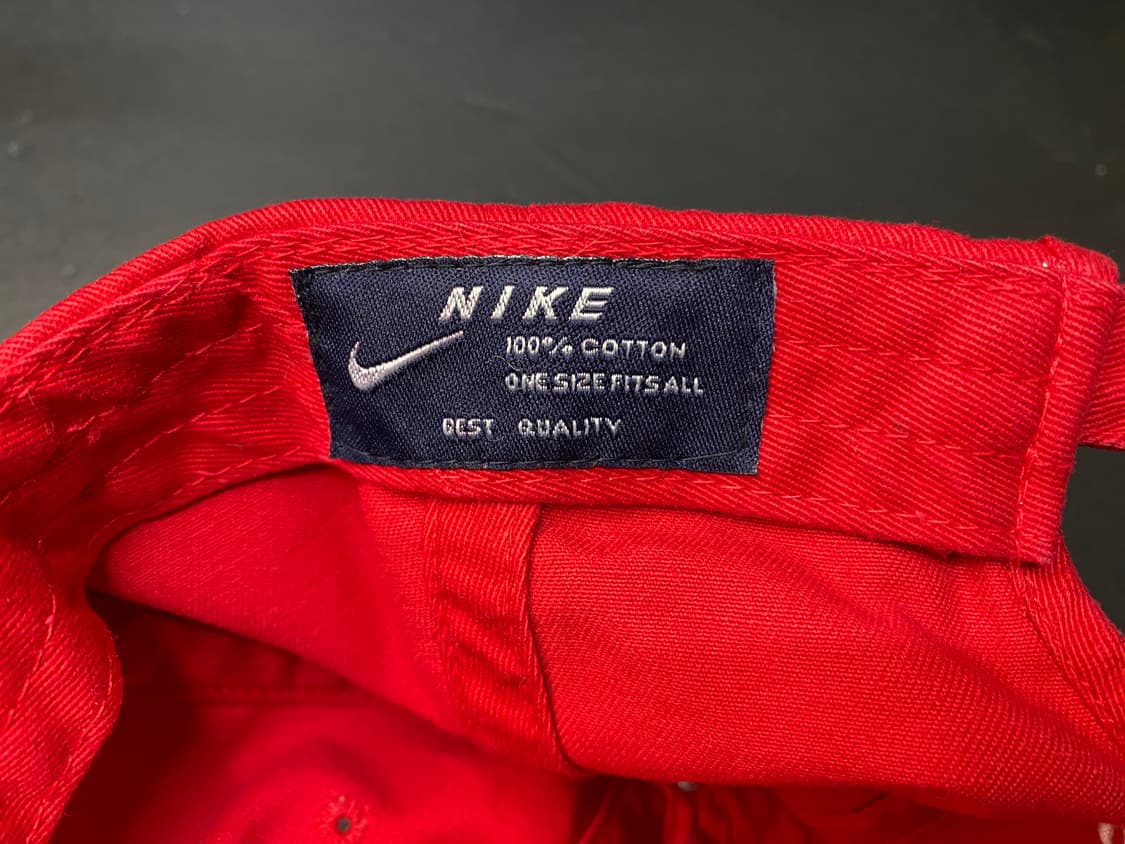 NIKE
100% COTTON
ONE SIZE FITS ALL
BEST QUALITY